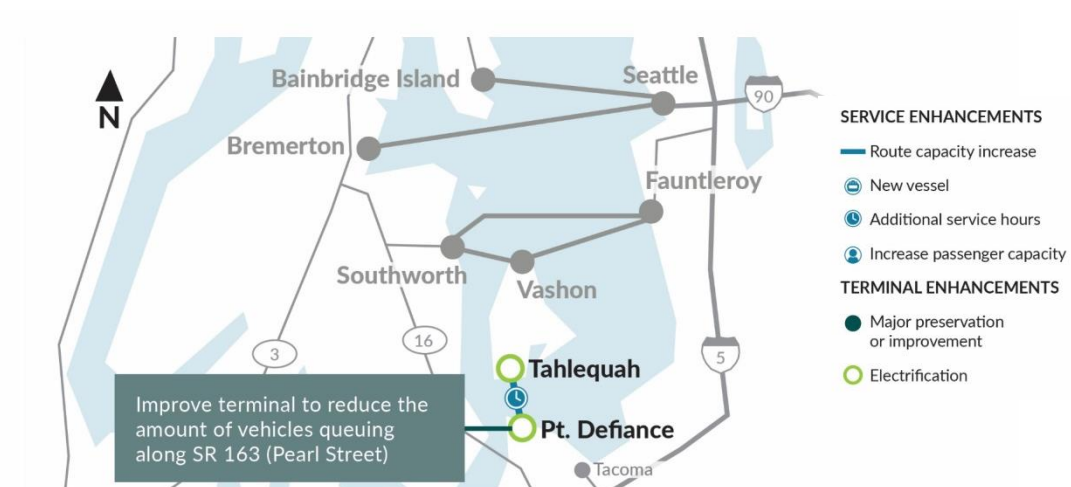 N
Bainbridge Island
Seattle
90
Bremerton
Fauntleroy
Southworth
Vashon
3
16
5
Tahlequah
Pt. Defiance
Tacoma
Improve terminal to reduce the
amount of vehicles queuing
along SR 163 (Pearl Street)
SERVICE ENHANCEMENTS
Route capacity increase
New vessel
Additional service hours
Increase passenger capacity
TERMINAL ENHANCEMENTS
Major preservation
or improvement
Electrification